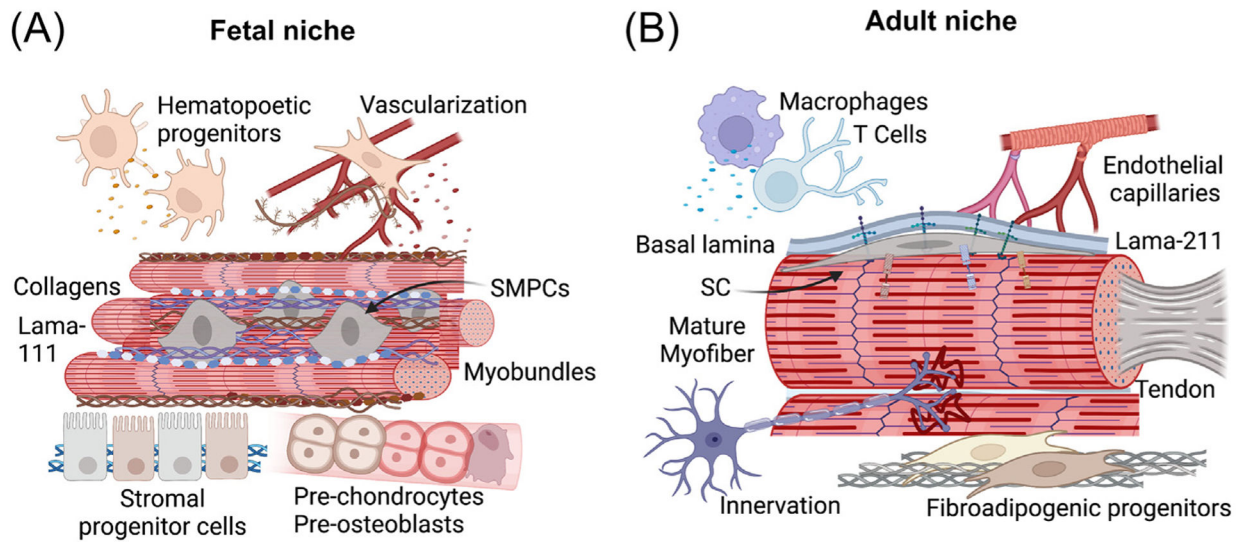 (A)
Fetal niche
Hematopoetic
progenitors
Vascularization
Collagens
Lama-
111
SMPCs
Myobundles
Stromal
progenitor cells
Pre-chondrocytes
Pre-osteoblasts
(B)
Adult niche
Macrophages
T Cells
Endothelial
capillaries
Basal lamina
Lama-211
SC
Mature
Myofiber
Tendon
Innervation
Fibroadipogenic progenitors